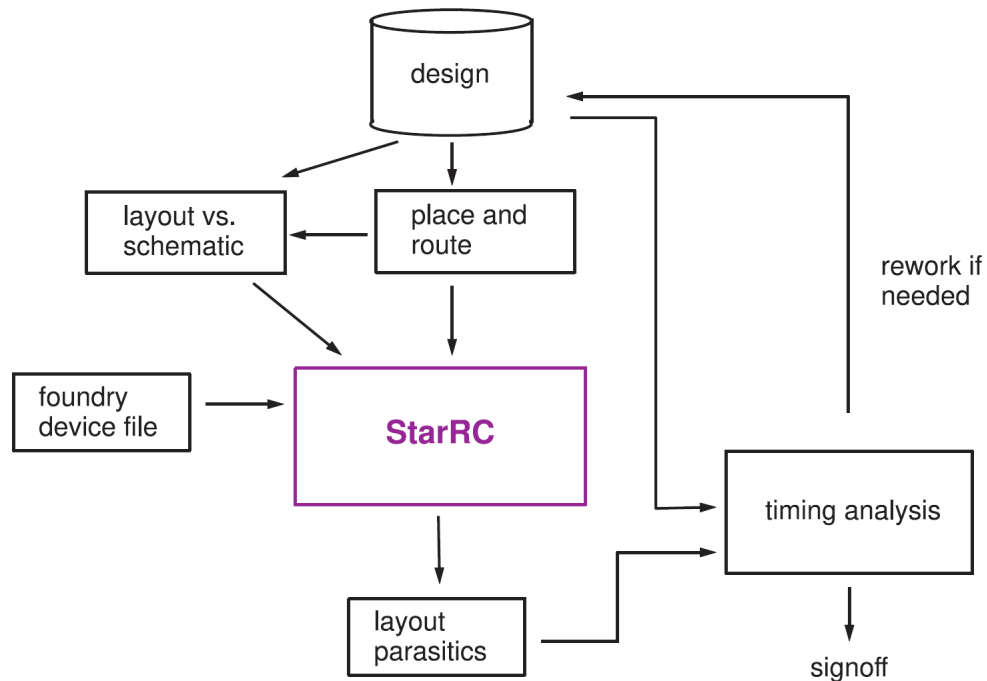 design
layout vs.
schematic
place and
route
rework if
needed
foundry
device file
StarRC
timing analysis
layout
parasitics
signoff